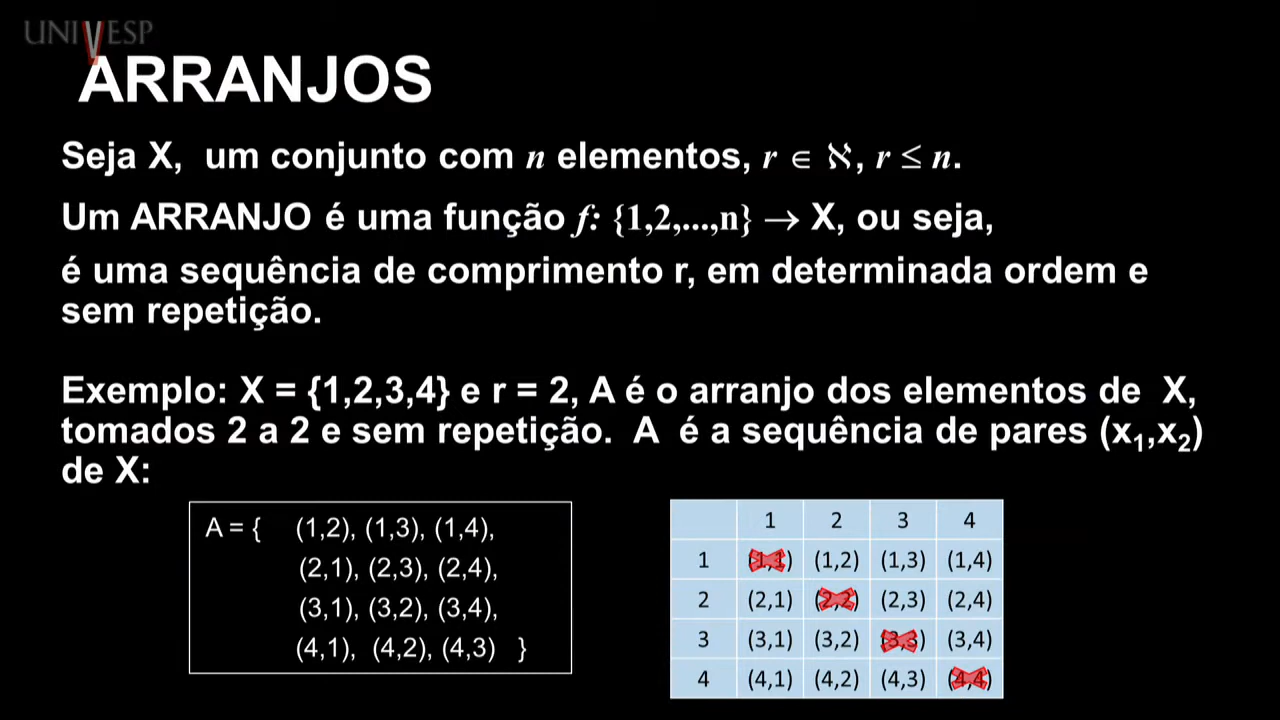 UNIVESP
ARRANJOS
Seja X, um conjunto com n elementos, r ∈ ℵ, r ≤ n.
Um ARRANJO é uma função f: {1,2,...,n} → X, ou seja,
é uma sequência de comprimento r, em determinada ordem e
sem repetição.
Exemplo: X = {1,2,3,4} e r = 2, A é o arranjo dos elementos de X,
tomados 2 a 2 e sem repetição. A é a sequência de pares (x₁,x₂)
de X:
A = { (1,2), (1,3), (1,4),
(2,1), (2,3), (2,4),
(3,1), (3,2), (3,4),
(4,1), (4,2), (4,3) }
1 2 3 4
1 (1,1) (1,2) (1,3) (1,4)
2 (2,1) (2,2) (2,3) (2,4)
3 (3,1) (3,2) (3,3) (3,4)
4 (4,1) (4,2) (4,3) (4,4)